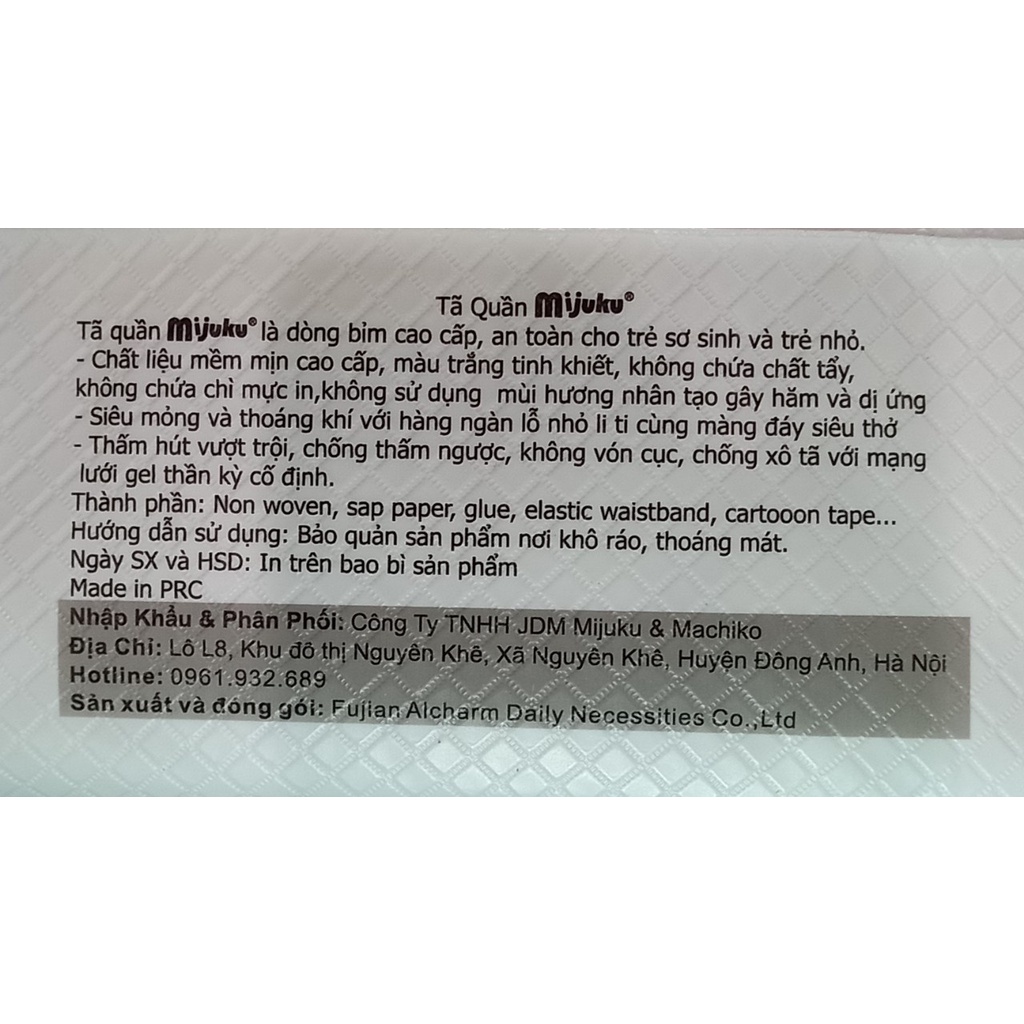 Tã Quần Mijuku®
Tã quần Mijuku® là dòng bỉm cao cấp, an toàn cho trẻ sơ sinh và trẻ nhỏ.
- Chất liệu mềm mịn cao cấp, màu trắng tinh khiết, không chứa chất tẩy,
không chứa chì mực in,không sử dụng mùi hương nhân tạo gây hăm và dị ứng
- Siêu mỏng và thoáng khí với hàng ngàn lỗ nhỏ li ti cùng màng đáy siêu thở
- Thấm hút vượt trội, chống thấm ngược, không vón cục, chống xô tã với mạng
lưới gel thần kỳ cố định.
Thành phần: Non woven, sap paper, glue, elastic waistband, cartooon tape...
Hướng dẫn sử dụng: Bảo quản sản phẩm nơi khô ráo, thoáng mát.
Ngày SX và HSD: In trên bao bì sản phẩm
Made in PRC
Nhập Khẩu & Phân Phối: Công Ty TNHH JDM Mijuku & Machiko
Địa Chỉ: Lô L8, Khu đô thị Nguyên Khê, Xã Nguyên Khê, Huyện Đông Anh, Hà Nội
Hotline: 0961.932.689
Sản xuất và đóng gói: Fujian Alcharm Daily Necessities Co.,Ltd